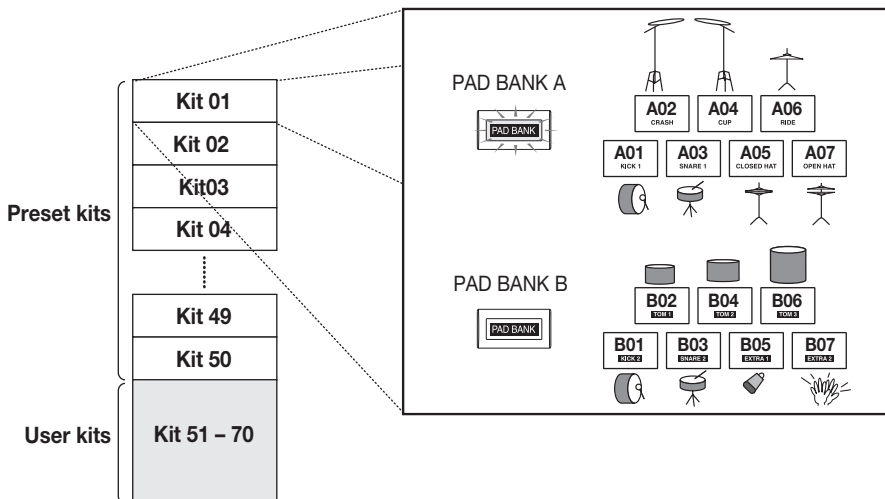 Preset kits
Kit 01
Kit 02
Kit03
Kit 04
Kit 49
Kit 50
User kits
Kit 51 – 70
PAD BANK A
PAD BANK
A02 A04 A06
CRASH CUP RIDE
A01 A03 A05 A07
KICK 1 SNARE 1 CLOSED HAT OPEN HAT
PAD BANK B
PAD BANK
B02 B04 B06
TOM 1 TOM 2 TOM 3
B01 B03 B05 B07
KICK 2 SNARE 2 EXTRA 1 EXTRA 2